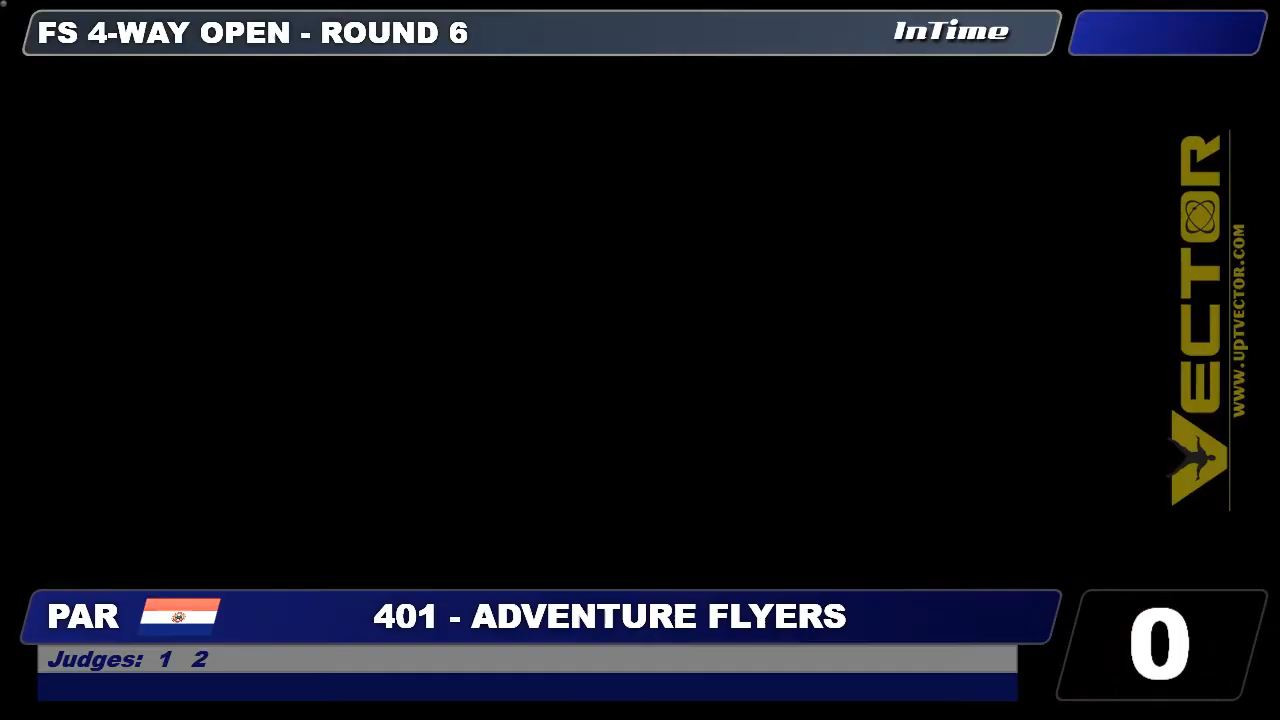 FS 4-WAY OPEN - ROUND 6
InTime
VECTOR
WWW.UPTVECTOR.COM
PAR
401 - ADVENTURE FLYERS
0
Judges: 1 2